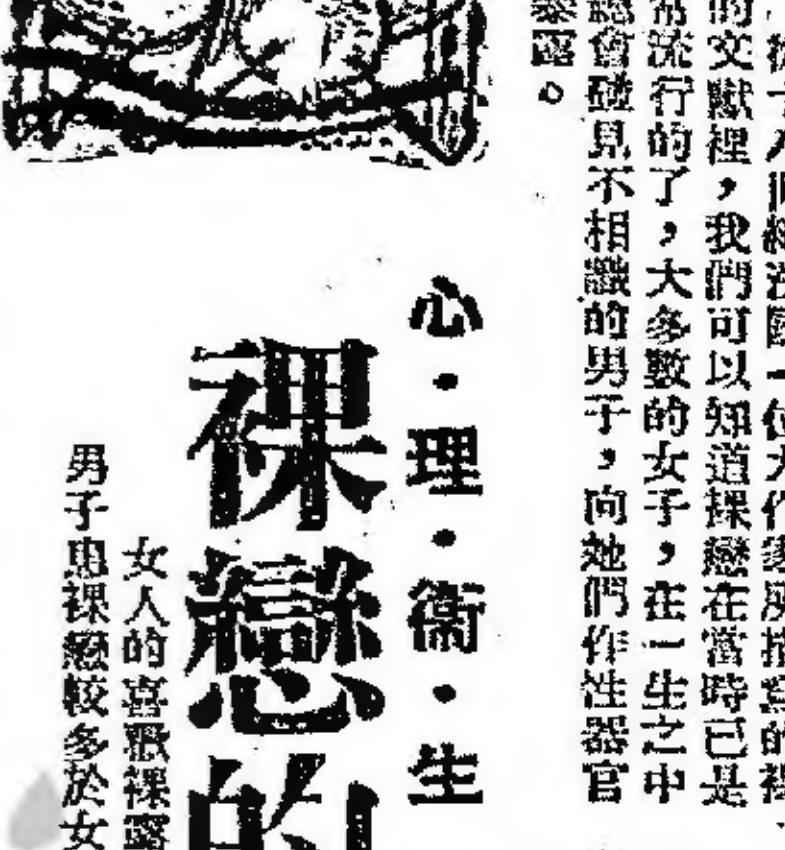 的文獻裡，我們可以知道裸戀在當時已是
常流行的了，大多數的女子，在一生之中
總會碰見不相識的男子，向她們作性器官
暴露。
心・理・衞・生
裸戀的
女人的喜歡裸露
男子患裸戀較多於女